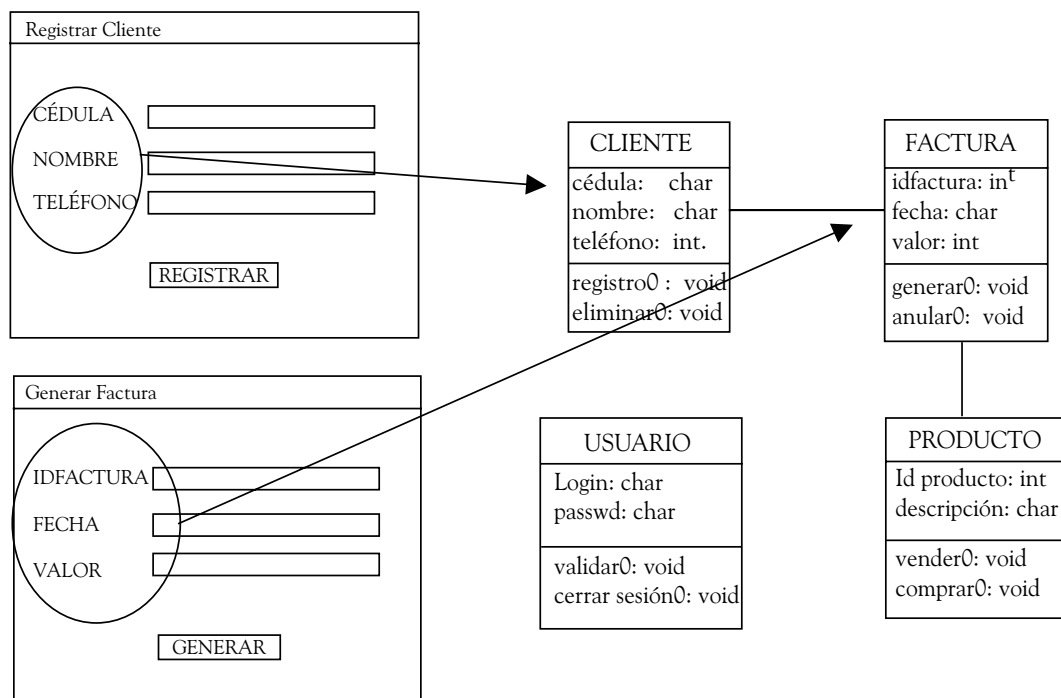 Registrar Cliente
CÉDULA
NOMBRE
TELÉFONO
REGISTRAR
CLIENTE
cédula: char
nombre: char
teléfono: int.
registro0 : void
eliminar0: void
FACTURA
idfactura: int
fecha: char
valor: int
generar0: void
anular0: void
Generar Factura
IDFACTURA
FECHA
VALOR
GENERAR
USUARIO
Login: char
passwd: char
validar0: void
cerrar sesión0: void
PRODUCTO
Id producto: int
descripción: char
vender0: void
comprar0: void